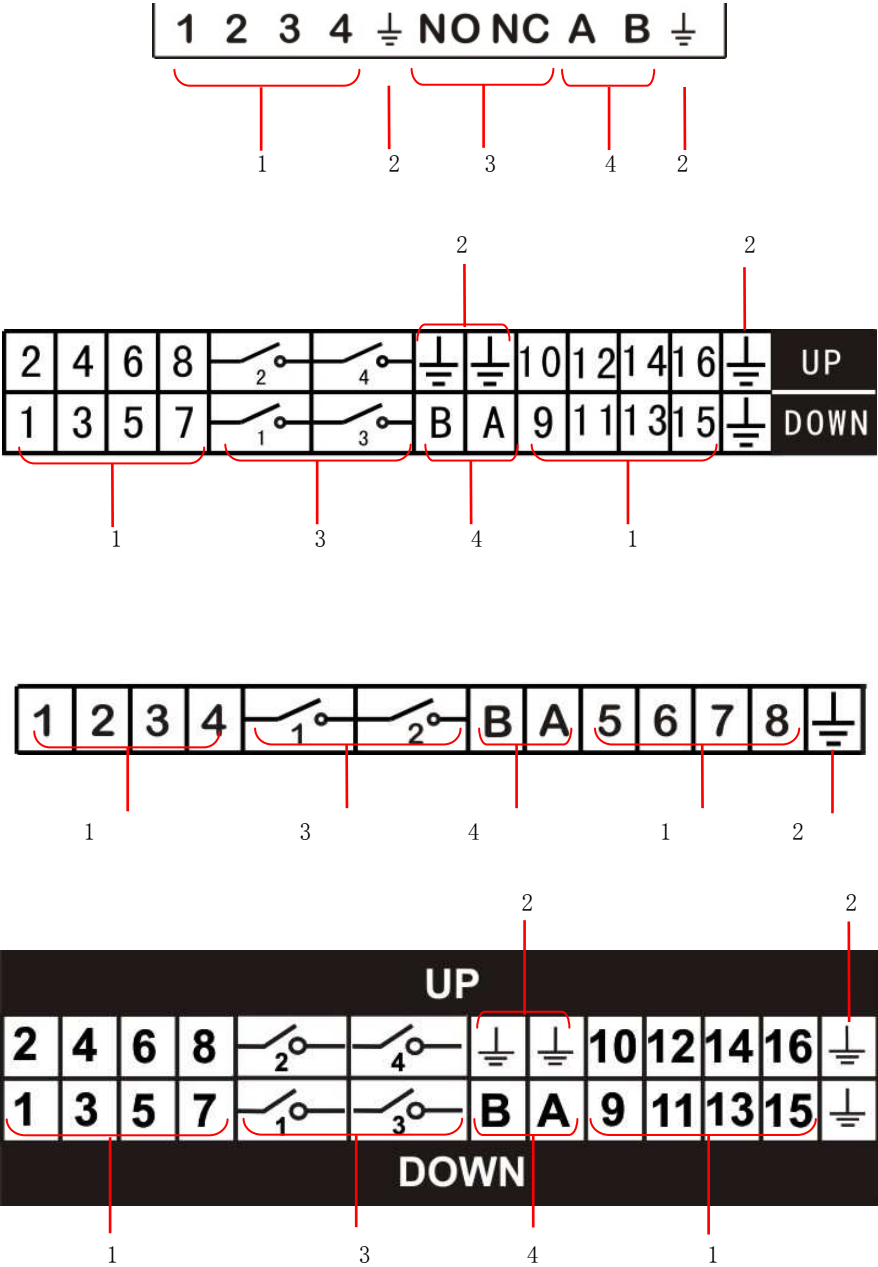 1 2 3 4 ⏚ NO NC A B ⏚
1 2 3 4 2
2 2
2 4 6 8 2 4 ⏚ ⏚ 10 12 14 16 ⏚ UP
1 3 5 7 1 3 B A 9 11 13 15 ⏚ DOWN
1 3 4 1
1 2 3 4 1 2 B A 5 6 7 8 ⏚
1 3 4 1 2
2 2
UP
2 4 6 8 2 4 ⏚ ⏚ 10 12 14 16 ⏚
1 3 5 7 1 3 B A 9 11 13 15 ⏚
DOWN
1 3 4 1